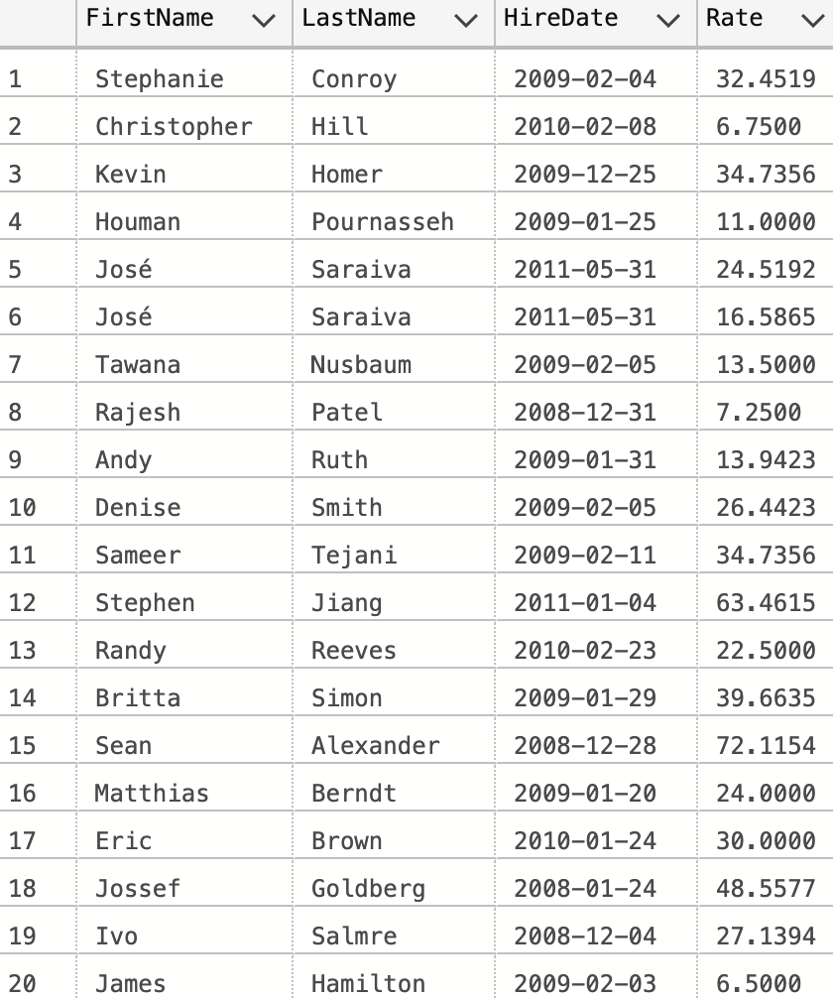 FirstName LastName HireDate Rate
1 Stephanie Conroy 2009-02-04 32.4519
2 Christopher Hill 2010-02-08 6.7500
3 Kevin Homer 2009-12-25 34.7356
4 Houman Pournasseh 2009-01-25 11.0000
5 José Saraiva 2011-05-31 24.5192
6 José Saraiva 2011-05-31 16.5865
7 Tawana Nusbaum 2009-02-05 13.5000
8 Rajesh Patel 2008-12-31 7.2500
9 Andy Ruth 2009-01-31 13.9423
10 Denise Smith 2009-02-05 26.4423
11 Sameer Tejani 2009-02-11 34.7356
12 Stephen Jiang 2011-01-04 63.4615
13 Randy Reeves 2010-02-23 22.5000
14 Britta Simon 2009-01-29 39.6635
15 Sean Alexander 2008-12-28 72.1154
16 Matthias Berndt 2009-01-20 24.0000
17 Eric Brown 2010-01-24 30.0000
18 Jossef Goldberg 2008-01-24 48.5577
19 Ivo Salmre 2008-12-04 27.1394
20 James Hamilton 2009-02-03 6.5000